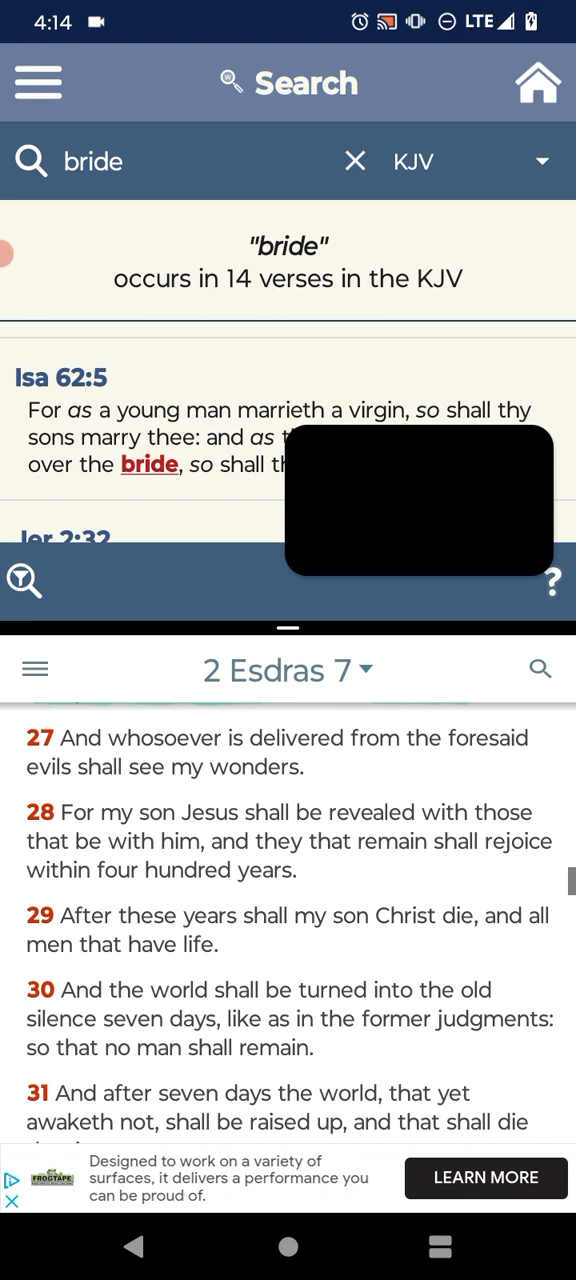 4:14
LTE
Search
bride
KJV
"bride"
occurs in 14 verses in the KJV
Isa 62:5
For as a young man marrieth a virgin, so shall thy
sons marry thee: and as
over the bride, so shall
Jer 2:32
?
2 Esdras 7
27 And whosoever is delivered from the foresaid
evils shall see my wonders.
28 For my son Jesus shall be revealed with those
that be with him, and they that remain shall rejoice
within four hundred years.
29 After these years shall my son Christ die, and all
men that have life.
30 And the world shall be turned into the old
silence seven days, like as in the former judgments:
so that no man shall remain.
31 And after seven days the world, that yet
awaketh not, shall be raised up, and that shall die
Designed to work on a variety of
surfaces, it delivers a performance you
can be proud of.
FROGTAPE
LEARN MORE